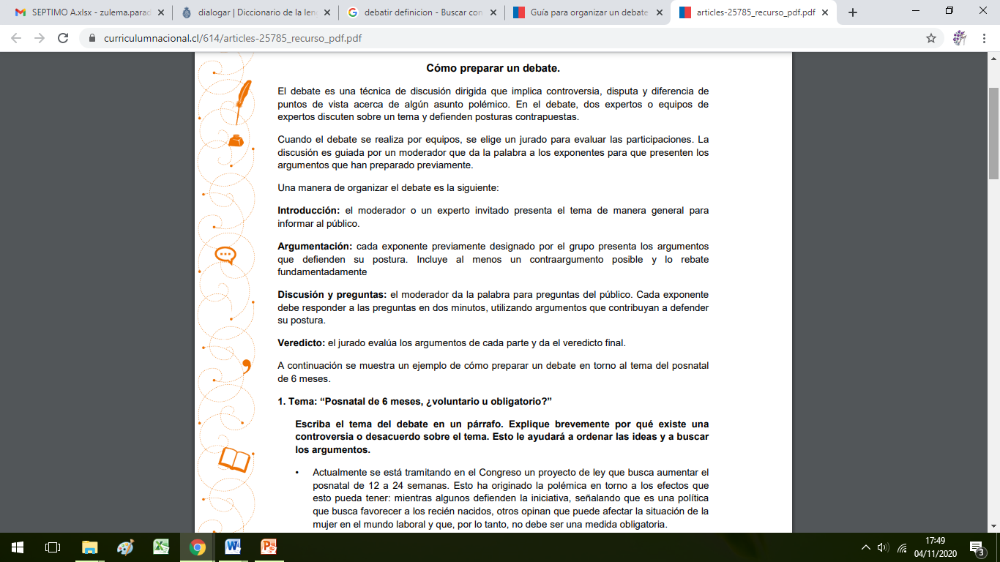 SEPTIMO A.xlsx - zulema.parad
dialogar | Diccionario de la len
debatir definicion - Buscar con
Guía para organizar un debate
articles-25785_recurso_pdf.pdf
curriculumnacional.cl/614/articles-25785_recurso_pdf.pdf
Cómo preparar un debate.
El debate es una técnica de discusión dirigida que implica controversia, disputa y diferencia de
puntos de vista acerca de algún asunto polémico. En el debate, dos expertos o equipos de
expertos discuten sobre un tema y defienden posturas contrapuestas.
Cuando el debate se realiza por equipos, se elige un jurado para evaluar las participaciones. La
discusión es guiada por un moderador que da la palabra a los exponentes para que presenten los
argumentos que han preparado previamente.
Una manera de organizar el debate es la siguiente:
Introducción: el moderador o un experto invitado presenta el tema de manera general para
informar al público.
Argumentación: cada exponente previamente designado por el grupo presenta los argumentos
que defienden su postura. Incluye al menos un contraargumento posible y lo rebate
fundamentadamente
Discusión y preguntas: el moderador da la palabra para preguntas del público. Cada exponente
debe responder a las preguntas en dos minutos, utilizando argumentos que contribuyan a defender
su postura.
Veredicto: el jurado evalúa los argumentos de cada parte y da el veredicto final.
A continuación se muestra un ejemplo de cómo preparar un debate en torno al tema del posnatal
de 6 meses.
1. Tema: “Posnatal de 6 meses, ¿voluntario u obligatorio?”
Escriba el tema del debate en un párrafo. Explique brevemente por qué existe una
controversia o desacuerdo sobre el tema. Esto le ayudará a ordenar las ideas y a buscar
los argumentos.
• Actualmente se está tramitando en el Congreso un proyecto de ley que busca aumentar el
posnatal de 12 a 24 semanas. Esto ha originado la polémica en torno a los efectos que
esto pueda tener: mientras algunos defienden la iniciativa, señalando que es una política
que busca favorecer a los recién nacidos, otros opinan que puede afectar la situación de la
mujer en el mundo laboral y que, por lo tanto, no debe ser una medida obligatoria.
17:49
04/11/2020
3